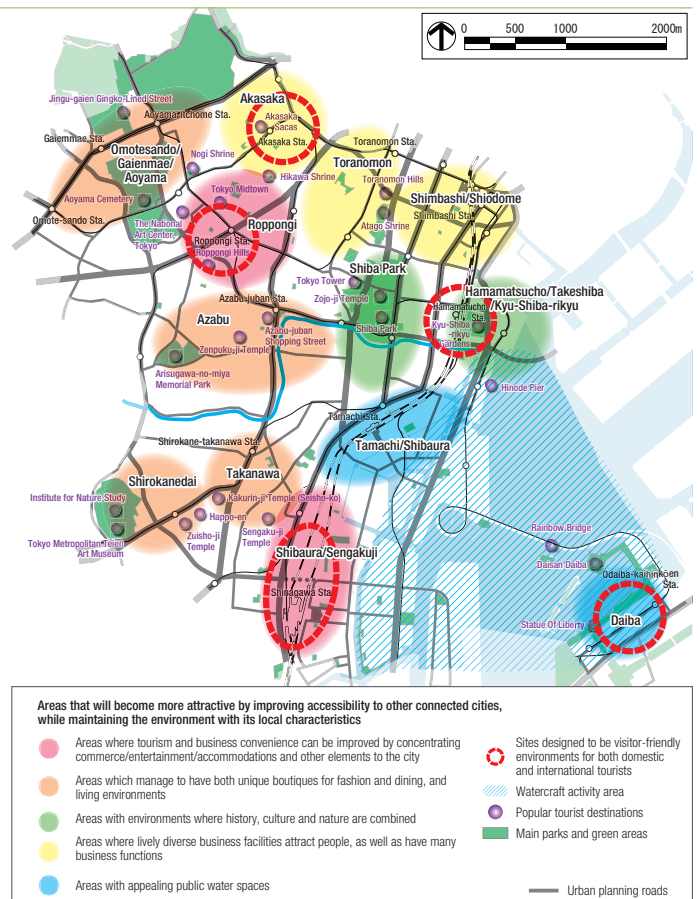 0 500 1000 2000m
Jingu-gaien Gingko-Lined Street
Akasaka
Aoyama-itchome Sta.
Akasaka
Sacas
Gaiemmae Sta.
Akasaka Sta.
Toranomon Sta.
Omotesando/
Gaienmae/
Aoyama
Nogi Shrine
Toranomon
Hikawa Shrine
Toranomon Hills
Aoyama Cemetery
Tokyo Midtown
Shimbashi/Shiodome
Shimbashi Sta.
Omote-sando Sta.
The National
Art Center,
Tokyo
Roppongi
Atago Shrine
Roppongi Sta.
Roppongi Hills
Shiba Park
Tokyo Tower
Hamamatsucho/Takeshiba
/Kyu-Shiba-rikyu
Azabu-juban Sta.
Zojo-ji Temple
Hamamatsucho
Sta.
Azabu
Azabu-juban
Shopping Street
Shiba Park
Kyu-Shiba
-rikyu
Gardens
Zenpuku-ji Temple
Arisugawa-no-miya
Memorial Park
Hinode Pier
Tamachi Sta.
Shirokane-takanawa Sta.
Tamachi/Shibaura
Takanawa
Shirokanedai
Institute for Nature Study
Kakurin-ji Temple (Seisho-ko)
Happo-en
Zuisho-ji
Temple
Sengaku-ji
Temple
Rainbow Bridge
Tokyo Metropolitan Teien
Art Museum
Shibaura/Sengakuji
Daisan Daiba
Odaiba-kaihinkoen
Sta.
Shinagawa Sta.
Statue Of Liberty
Daiba
Areas that will become more attractive by improving accessibility to other connected cities,
while maintaining the environment with its local characteristics
Areas where tourism and business convenience can be improved by concentrating
commerce/entertainment/accommodations and other elements to the city
Areas which manage to have both unique boutiques for fashion and dining, and
living environments
Areas with environments where history, culture and nature are combined
Areas where lively diverse business facilities attract people, as well as have many
business functions
Areas with appealing public water spaces
Sites designed to be visitor-friendly
environments for both domestic
and international tourists
Watercraft activity area
Popular tourist destinations
Main parks and green areas
Urban planning roads